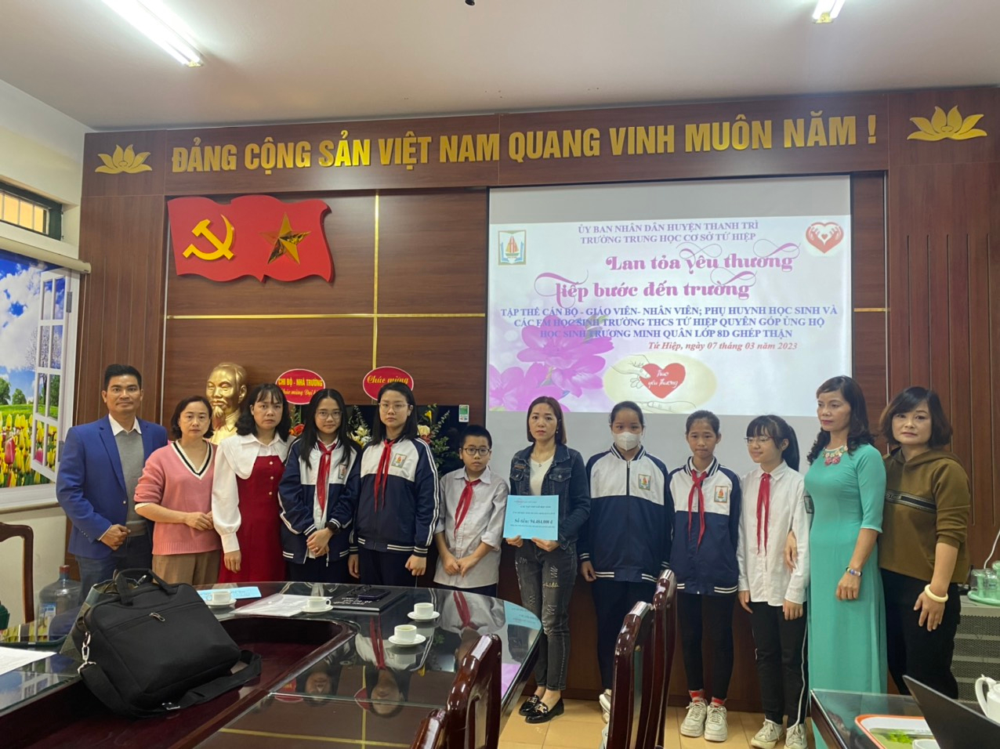 ĐẢNG CỘNG SẢN VIỆT NAM QUANG VINH MUÔN NĂM !
ỦY BAN NHÂN DÂN HUYỆN THANH TRÌ
TRƯỜNG TRUNG HỌC CƠ SỞ TỨ HIỆP
Lan tỏa yêu thương
tiếp bước đến trường
TẬP THỂ CÁN BỘ - GIÁO VIÊN- NHÂN VIÊN; PHỤ HUYNH HỌC SINH VÀ
CÁC EM HỌC SINH TRƯỜNG THCS TỨ HIỆP QUYÊN GÓP ỦNG HỘ
HỌC SINH TRƯƠNG MINH QUÂN LỚP 8D GHÉP THẬN
Tứ Hiệp, ngày 07 tháng 03 năm 2023
Trao
yêu thương
CHI BỘ - NHÀ TRƯỜNG
Chúc mừng
Chúc mừng
Số tiền: 94.484.000 đ